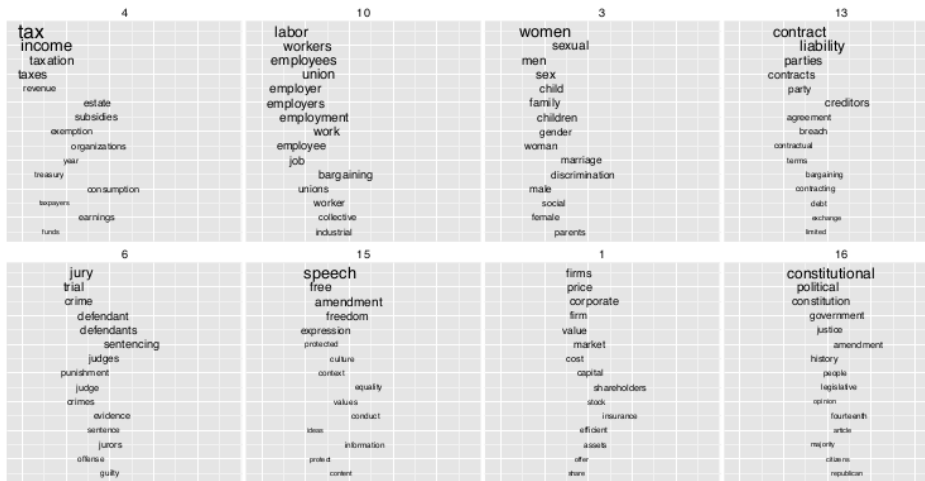 4
tax
income
taxation
taxes
revenue
estate
subsidies
exemption
organizations
year
treasury
consumption
taxpayers
earnings
funds
10
labor
workers
employees
union
employer
employers
employment
work
employee
job
bargaining
unions
worker
collective
industrial
3
women
sexual
men
sex
child
family
children
gender
woman
marriage
discrimination
male
social
female
parents
13
contract
liability
parties
contracts
party
creditors
agreement
breach
contractual
terms
bargaining
contracting
debt
exchange
limited
6
jury
trial
crime
defendant
defendants
sentencing
judges
punishment
judge
crimes
evidence
sentence
jurors
offense
guilty
15
speech
free
amendment
freedom
expression
protected
culture
context
equality
values
conduct
ideas
information
protect
content
1
firms
price
corporate
firm
value
market
cost
capital
shareholders
stock
insurance
efficient
assets
offer
share
16
constitutional
political
constitution
government
justice
amendment
history
people
legislative
opinion
fourteenth
article
majority
citizens
republican